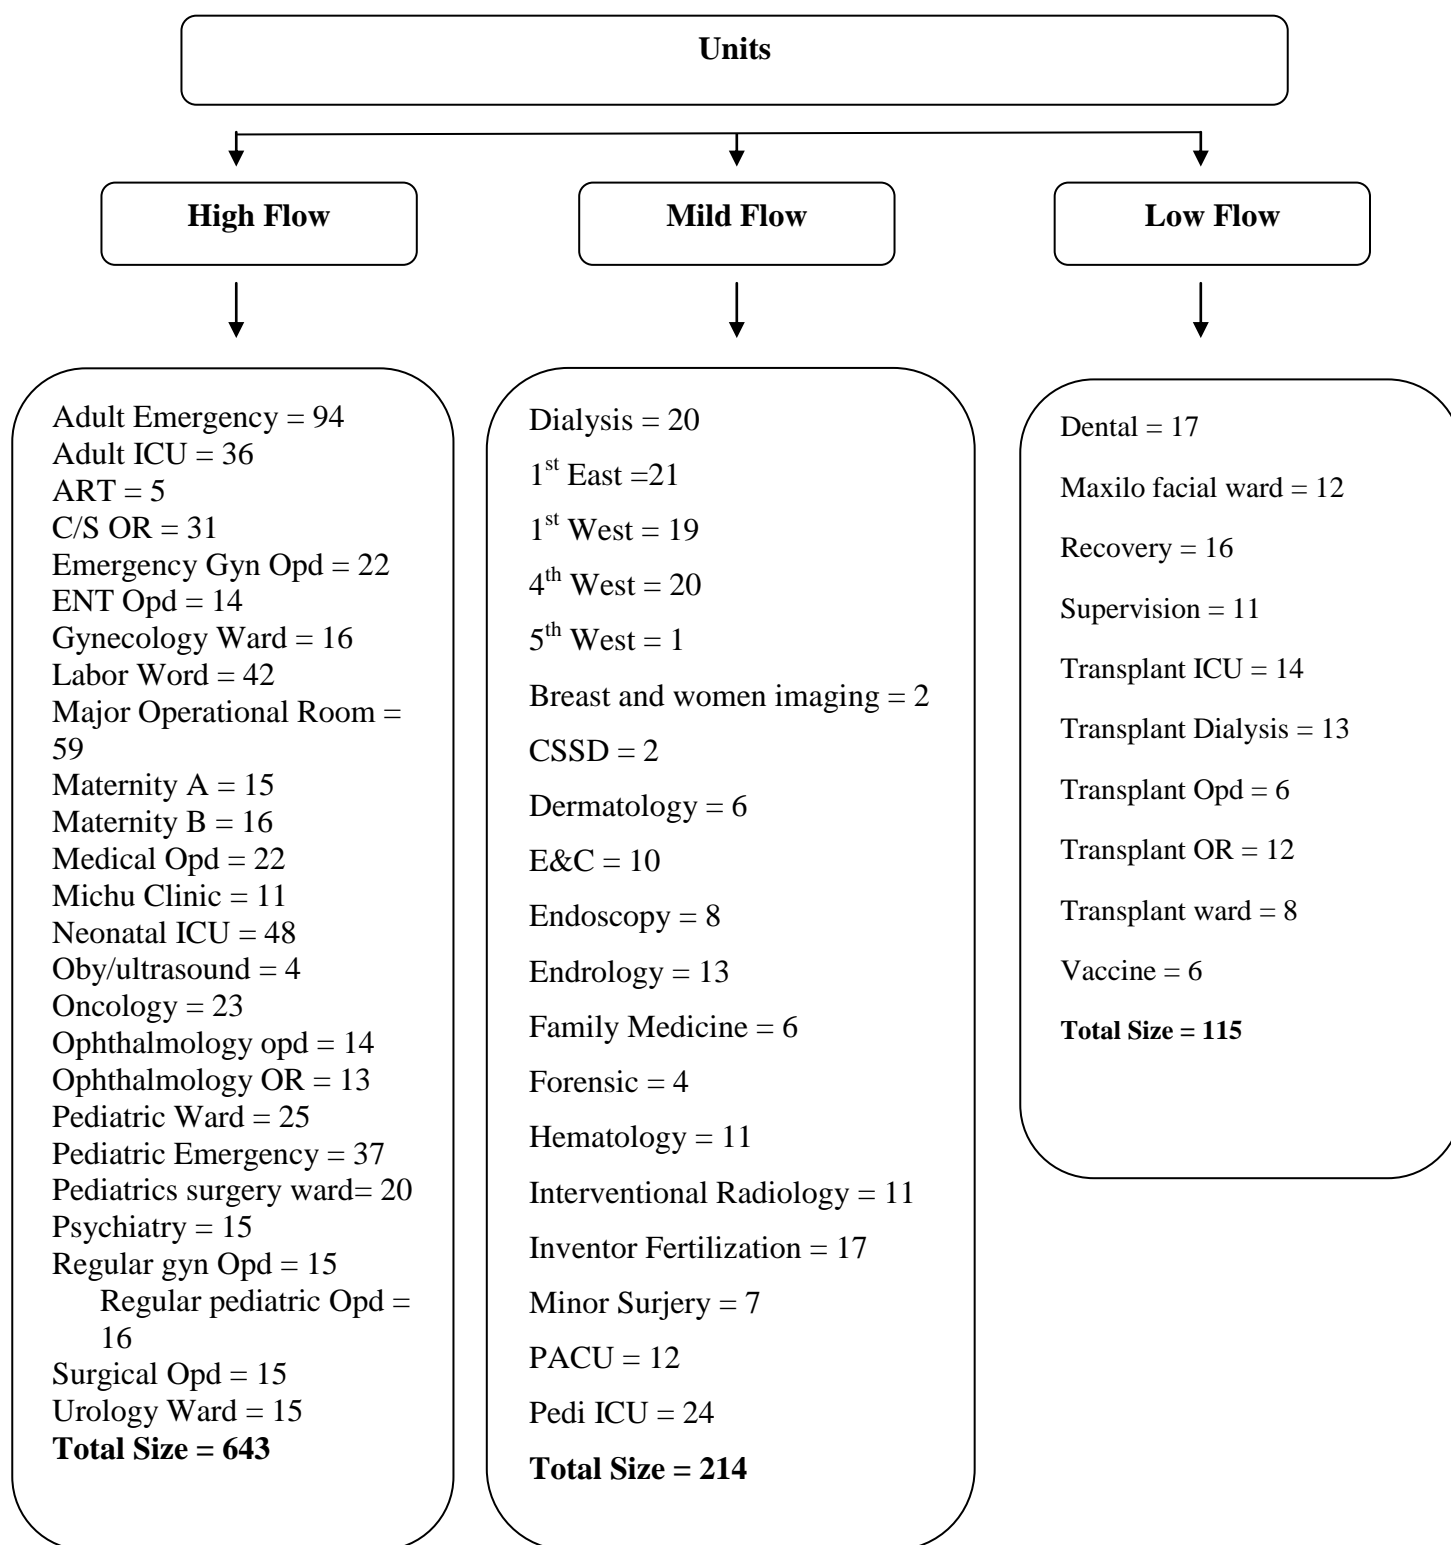 Units
High Flow
Mild Flow
Low Flow
Adult Emergency = 94
Adult ICU = 36
ART = 5
C/S OR = 31
Emergency Gyn Opd = 22
ENT Opd = 14
Gynecology Ward = 16
Labor Word = 42
Major Operational Room =
59
Maternity A = 15
Maternity B = 16
Medical Opd = 22
Michu Clinic = 11
Neonatal ICU = 48
Oby/ultrasound = 4
Oncology = 23
Ophthalmology opd = 14
Ophthalmology OR = 13
Pediatric Ward = 25
Pediatric Emergency = 37
Pediatrics surgery ward= 20
Psychiatry = 15
Regular gyn Opd = 15
Regular pediatric Opd =
16
Surgical Opd = 15
Urology Ward = 15
Total Size = 643
Dialysis = 20
1st East =21
1st West = 19
4th West = 20
5th West = 1
Breast and women imaging = 2
CSSD = 2
Dermatology = 6
E&C = 10
Endoscopy = 8
Endrology = 13
Family Medicine = 6
Forensic = 4
Hematology = 11
Interventional Radiology = 11
Inventor Fertilization = 17
Minor Surjery = 7
PACU = 12
Pedi ICU = 24
Total Size = 214
Dental = 17
Maxilo facial ward = 12
Recovery = 16
Supervision = 11
Transplant ICU = 14
Transplant Dialysis = 13
Transplant Opd = 6
Transplant OR = 12
Transplant ward = 8
Vaccine = 6
Total Size = 115